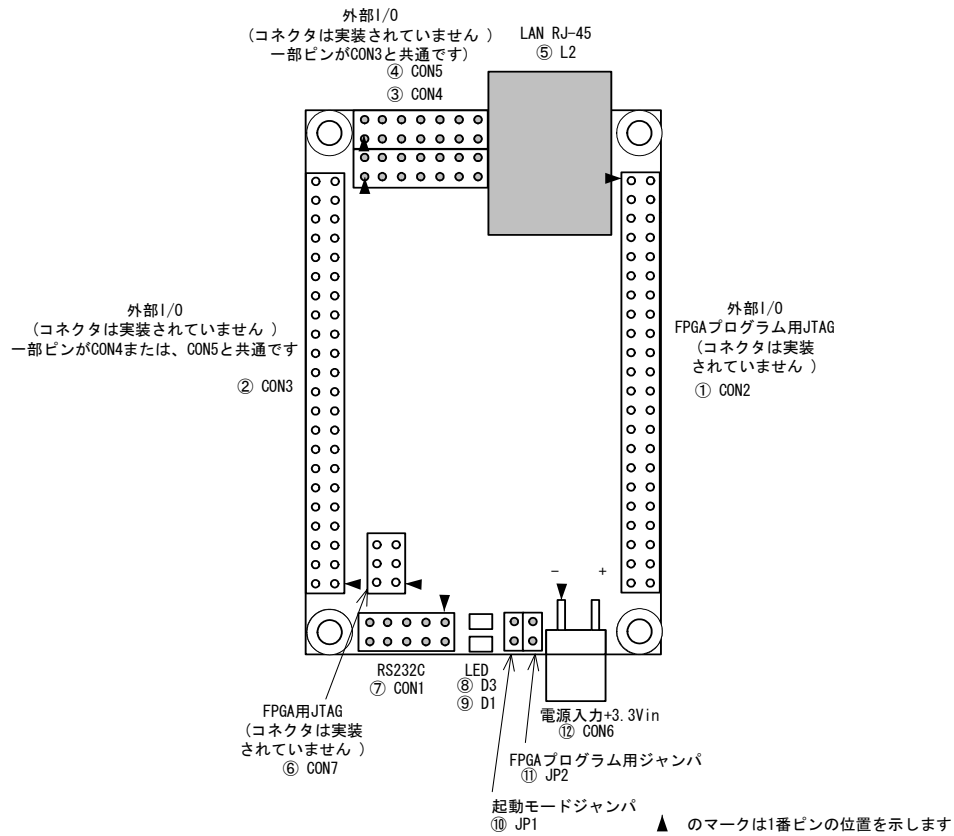 外部I/O
(コネクタは実装されていません )
一部ピンがCON3と共通です)
④ CON5
③ CON4
LAN RJ-45
⑤ L2
外部I/O
(コネクタは実装されていません )
一部ピンがCON4または、CON5と共通です
② CON3
外部I/O
FPGAプログラム用JTAG
(コネクタは実装
されていません )
① CON2
- +
RS232C
⑦ CON1
LED
⑧ D3
⑨ D1
電源入力+3.3Vin
⑫ CON6
FPGA用JTAG
(コネクタは実装
されていません )
⑥ CON7
FPGAプログラム用ジャンパ
⑪ JP2
起動モードジャンパ
⑩ JP1
▲ のマークは1番ピンの位置を示します